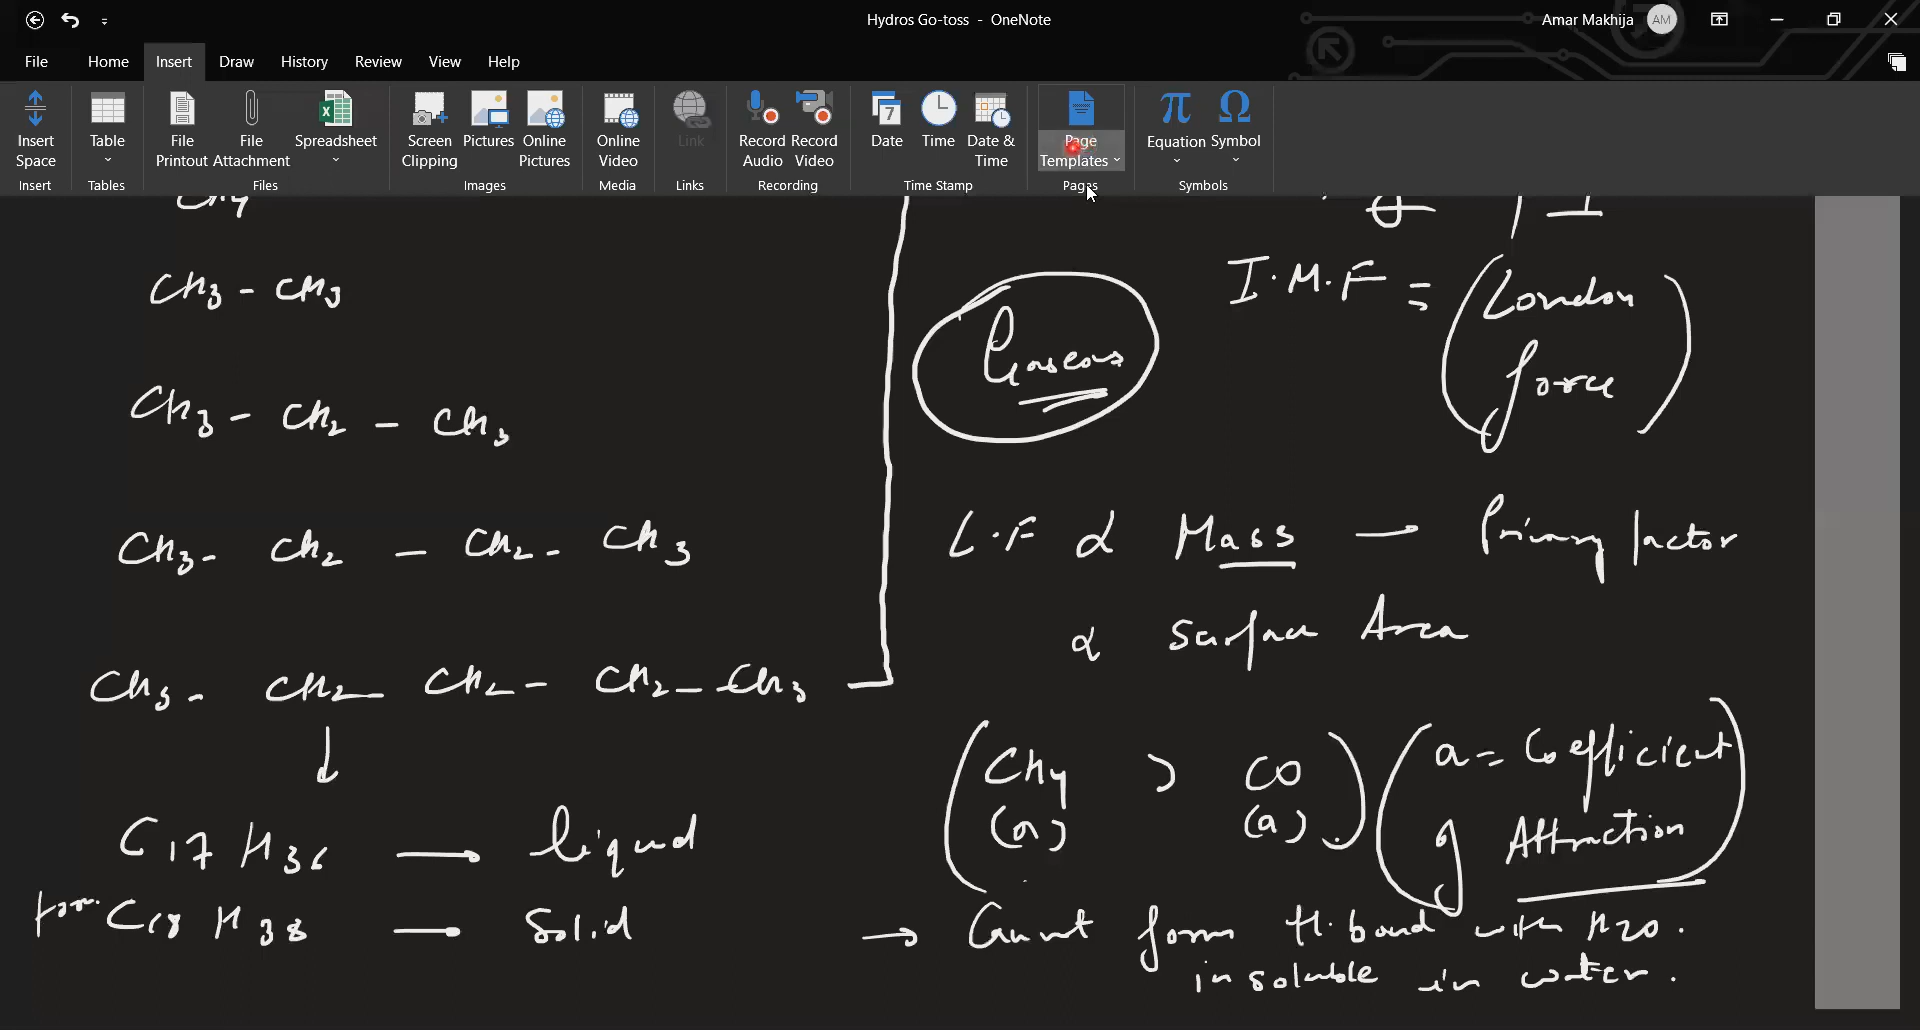 Hydros Go-toss - OneNote
Amar Makhija AM
File Home Insert Draw History Review View Help
Insert Space
Table
File Printout
File Attachment
Spreadsheet
Screen Clipping
Pictures
Online Pictures
Online Video
Link
Record Audio
Record Video
Date
Time
Date & Time
Page Templates
Equation
Symbol
Insert Tables Files Images Media Links Recording Time Stamp Pages Symbols
CH4
CH3 - CH3
CH3 - CH2 - CH3
CH3 - CH2 - CH2 - CH3
CH3 - CH2 - CH2 - CH2 - CH3
C17 H36 → liquid
from C18 H38 → Solid
I.M.F = (London force)
Gaseous
L.F α Mass → Primary factor
α Surface Area
(CH4 > CO)
(a) (a)
(a = Coefficient of Attraction)
→ Cannot form H-bond with H2O.
insoluble in water.